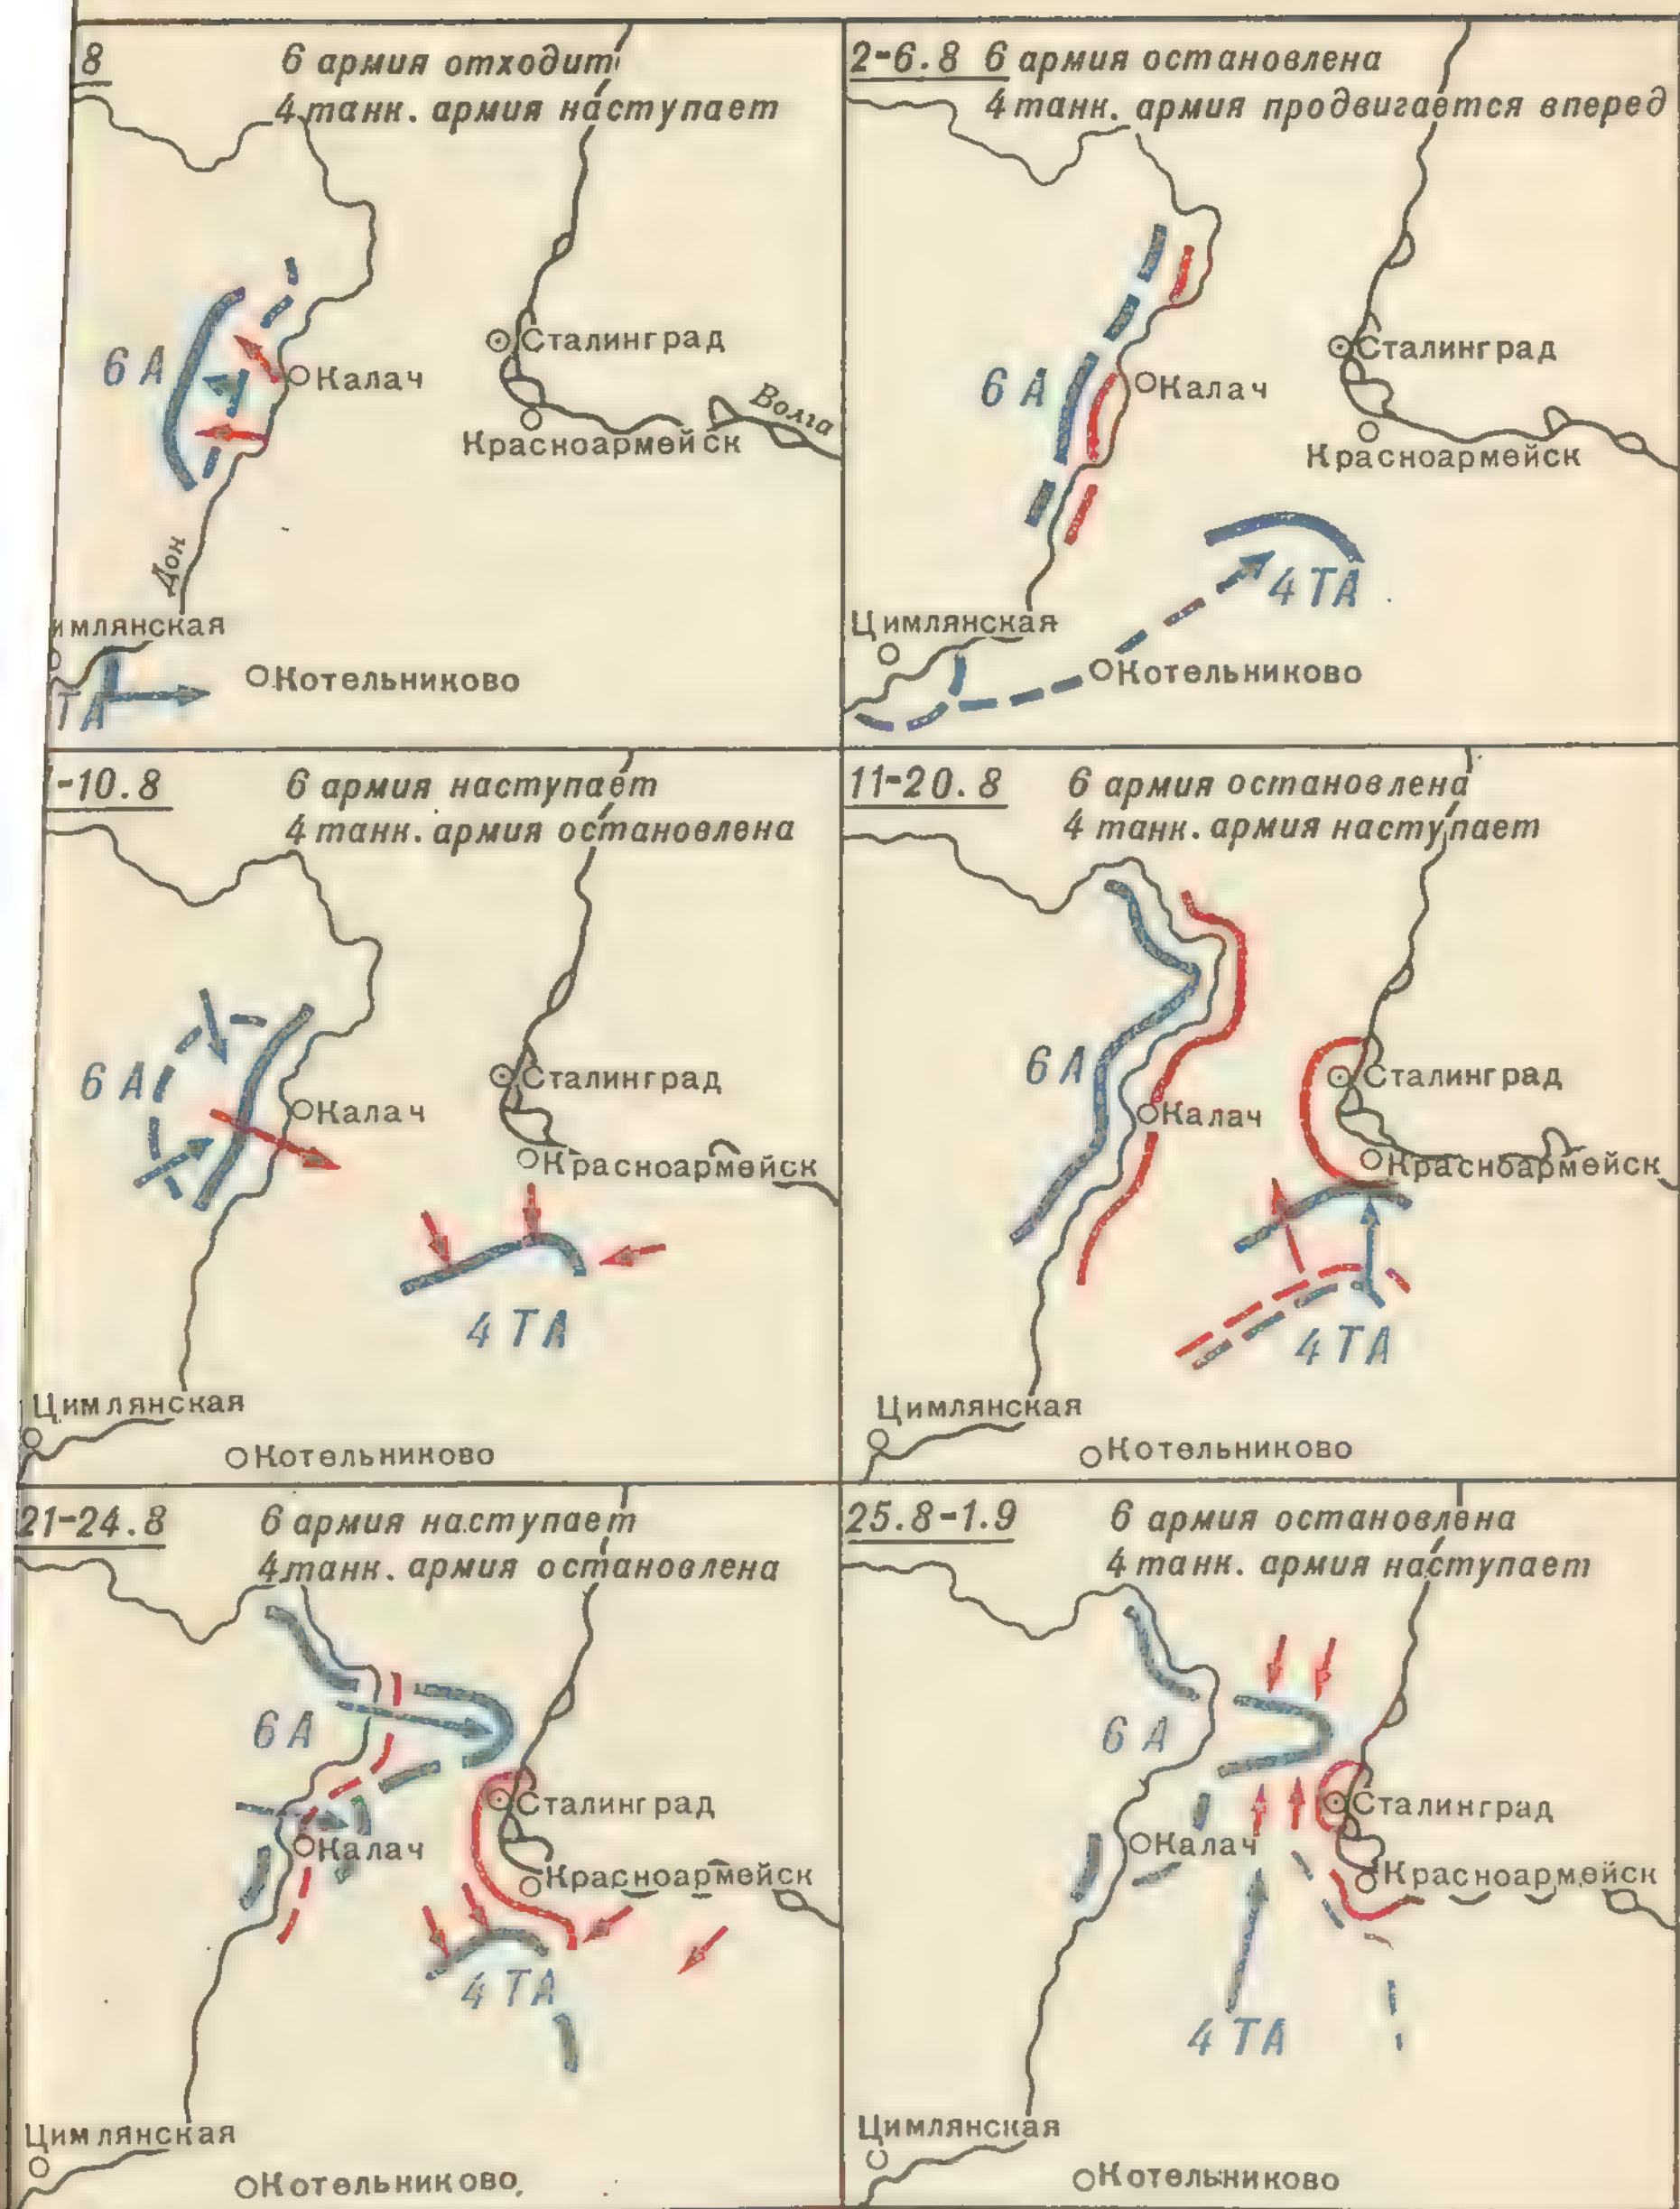 8 6 армия отходит
4 танк. армия наступает
6 А
Сталинград
Калач
Волга
Красноармейск
Дон
имлянская
Котельниково
ТА
2-6.8 6 армия остановлена
4 танк. армия продвигается вперед
Сталинград
6 А
Калач
Красноармейск
4 ТА
Цимлянская
Котельниково
-10.8 6 армия наступает
4 танк. армия остановлена
6 А
Сталинград
Калач
Красноармейск
4 ТА
Цимлянская
Котельниково
11-20.8 6 армия остановлена
4 танк. армия наступает
6 А
Сталинград
Калач
Красноармейск
4 ТА
Цимлянская
Котельниково
21-24.8 6 армия наступает
4 танк. армия остановлена
6 А
Сталинград
Калач
Красноармейск
4 ТА
Цимлянская
Котельниково
25.8-1.9 6 армия остановлена
4 танк. армия наступает
6 А
Сталинград
Калач
Красноармейск
4 ТА
Цимлянская
Котельниково